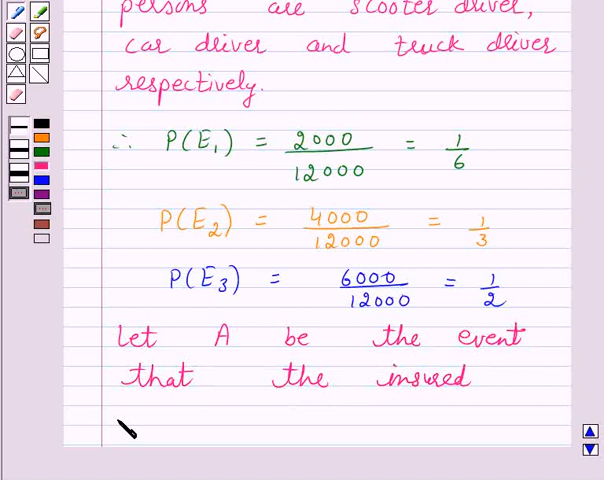 persons are scooter driver,
car driver and truck driver
respectively.
∴ P(E₁) = 2000/12000 = 1/6
P(E₂) = 4000/12000 = 1/3
P(E₃) = 6000/12000 = 1/2
Let A be the event
that the insured